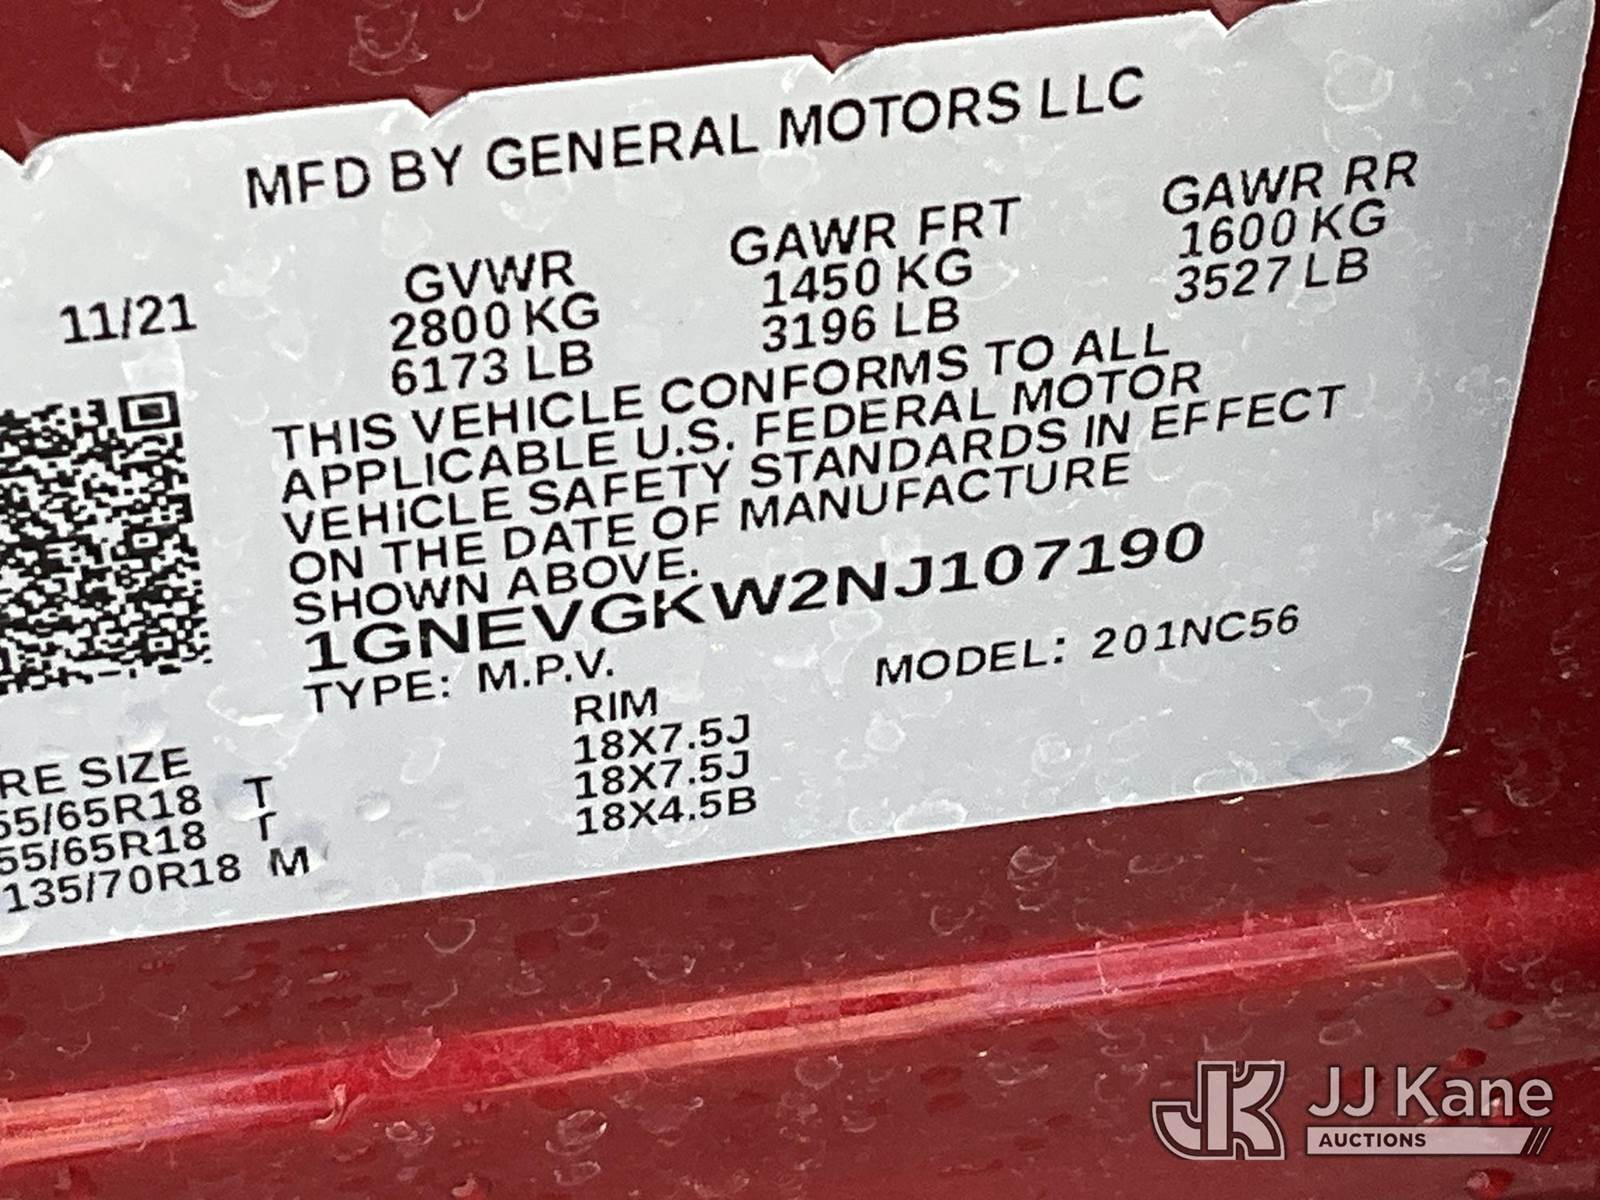 MFD BY GENERAL MOTORS LLC
11/21
GVWR
2800 KG
6173 LB
GAWR FRT
1450 KG
3196 LB
GAWR RR
1600 KG
3527 LB
THIS VEHICLE CONFORMS TO ALL
APPLICABLE U.S. FEDERAL MOTOR
VEHICLE SAFETY STANDARDS IN EFFECT
ON THE DATE OF MANUFACTURE
SHOWN ABOVE.
1GNEVGKW2NJ107190
TYPE: M.P.V. MODEL: 201NC56
RE SIZE RIM
55/65R18 T 18X7.5J
55/65R18 T 18X7.5J
135/70R18 M 18X4.5B
JK JJ Kane
AUCTIONS